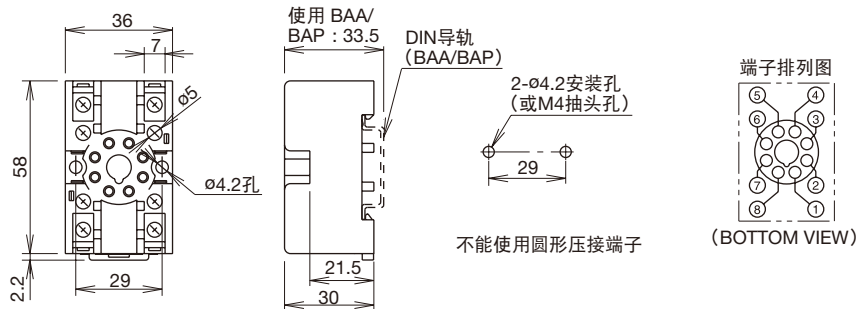 36
7
ø5
58
ø4.2孔
2.2
29
使用 BAA/
BAP：33.5
DIN导轨
（BAA/BAP）
21.5
30
2-ø4.2安装孔
（或M4抽头孔）
29
不能使用圆形压接端子
端子排列图
5 4
6 3
7 2
8 1
(BOTTOM VIEW)